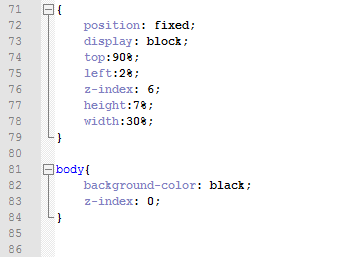 71 {
72 position: fixed;
73 display: block;
74 top:90%;
75 left:2%;
76 z-index: 6;
77 height:7%;
78 width:30%;
79 }
80
81 body{
82 background-color: black;
83 z-index: 0;
84 }
85
86